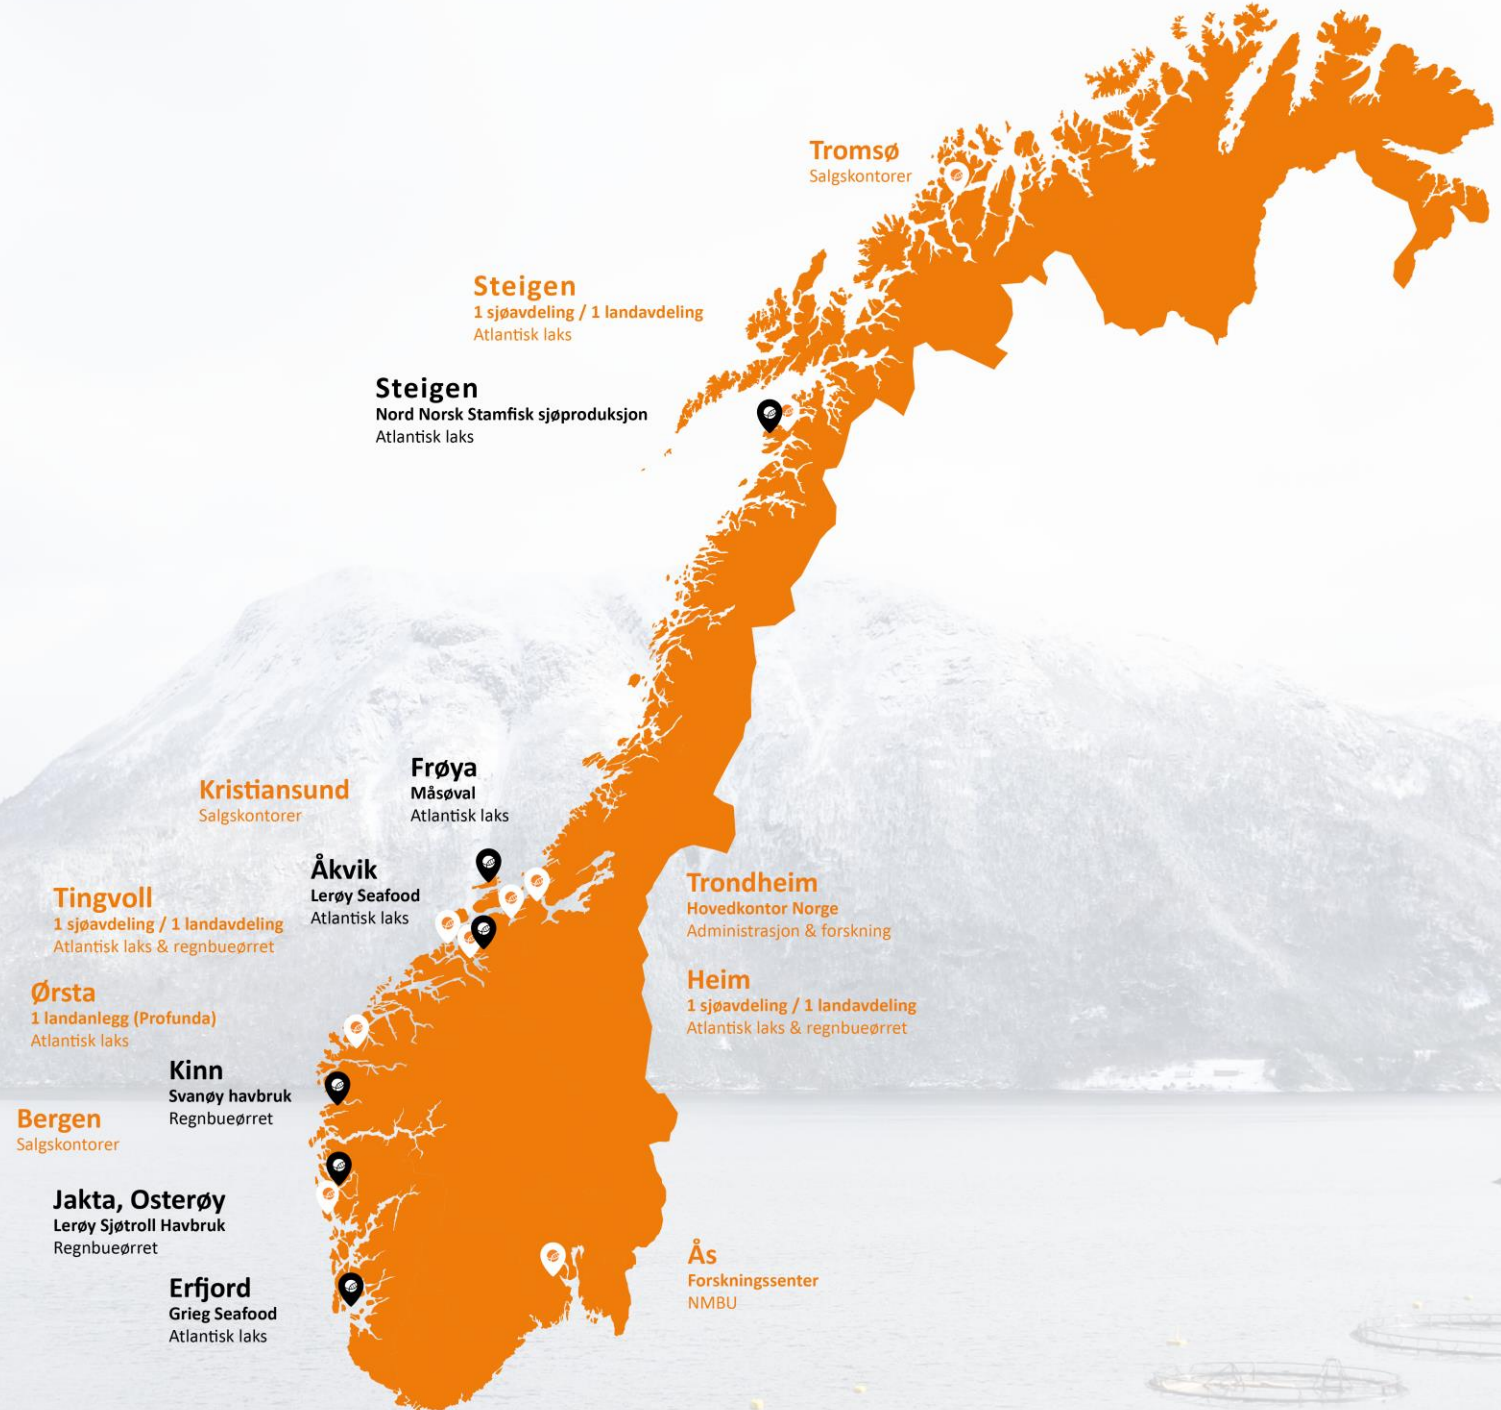 Tromsø
Salgskontorer
Steigen
1 sjøavdeling / 1 landavdeling
Atlantisk laks
Steigen
Nord Norsk Stamfisk sjøproduksjon
Atlantisk laks
Frøya
Måsøval
Atlantisk laks
Kristiansund
Salgskontorer
Åkvik
Lerøy Seafood
Atlantisk laks
Tingvoll
1 sjøavdeling / 1 landavdeling
Atlantisk laks & regnbueørret
Trondheim
Hovedkontor Norge
Administrasjon & forskning
Ørsta
1 landanlegg (Profunda)
Atlantisk laks
Heim
1 sjøavdeling / 1 landavdeling
Atlantisk laks & regnbueørret
Kinn
Svanøy havbruk
Regnbueørret
Bergen
Salgskontorer
Jakta, Osterøy
Lerøy Sjøtroll Havbruk
Regnbueørret
Ås
Forskningssenter
NMBU
Erfjord
Grieg Seafood
Atlantisk laks